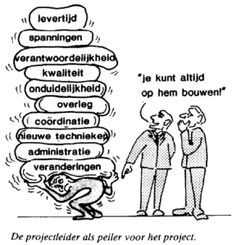 levertijd
spanningen
verantwoordelijkheid
kwaliteit
onduidelijkheid
overleg
coördinatie
nieuwe technieken
administratie
veranderingen
"je kunt altijd
op hem bouwen!"
De projectleider als peiler voor het project.